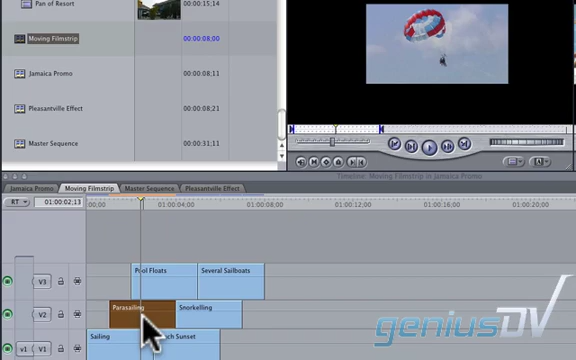 Pan of Resort 00:00:15;14
Moving Filmstrip 00:00:08;00
Jamaica Promo 00:00:08;11
Pleasantville Effect 00:00:08;21
Master Sequence 00:00:31;11
Timeline: Moving Filmstrip in Jamaica Promo
Jamaica Promo Moving Filmstrip Master Sequence Pleasantville Effect
RT 01:00:02;13 00;00 01:00:04;00 01:00:08;00 01:00:12;00 01:00:16;00 01:00:20;00
V3 Pool Floats Several Sailboats
V2 Parasailing Snorkelling
v1 V1 Sailing ch Sunset
geniusDV